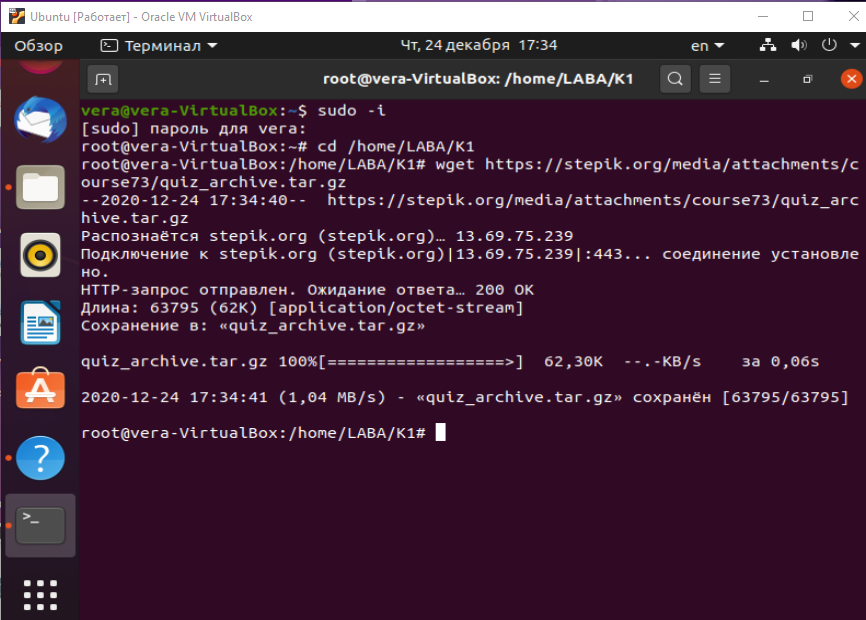 Ubuntu [Работает] - Oracle VM VirtualBox
Обзор Терминал Чт, 24 декабря 17:34 en
root@vera-VirtualBox: /home/LABA/K1
vera@vera-VirtualBox:~$ sudo -i
[sudo] пароль для vera:
root@vera-VirtualBox:~# cd /home/LABA/K1
root@vera-VirtualBox:/home/LABA/K1# wget https://stepik.org/media/attachments/c
ourse73/quiz_archive.tar.gz
--2020-12-24 17:34:40--  https://stepik.org/media/attachments/course73/quiz_arc
hive.tar.gz
Распознаётся stepik.org (stepik.org)… 13.69.75.239
Подключение к stepik.org (stepik.org)|13.69.75.239|:443... соединение установле
но.
HTTP-запрос отправлен. Ожидание ответа… 200 OK
Длина: 63795 (62K) [application/octet-stream]
Сохранение в: «quiz_archive.tar.gz»
quiz_archive.tar.gz 100%[===================>]  62,30K  --.-KB/s    за 0,06s
2020-12-24 17:34:41 (1,04 MB/s) - «quiz_archive.tar.gz» сохранён [63795/63795]
root@vera-VirtualBox:/home/LABA/K1#